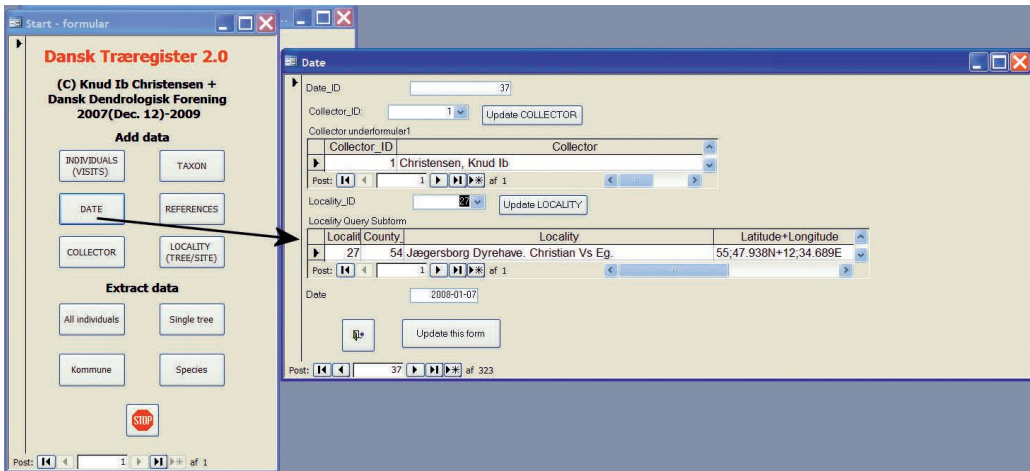 Start - formular
Dansk Træregister 2.0
(C) Knud Ib Christensen +
Dansk Dendrologisk Forening
2007(Dec. 12)-2009
Add data
INDIVIDUALS
(VISITS)
TAXON
DATE
REFERENCES
COLLECTOR
LOCALITY
(TREE/SITE)
Extract data
All individuals
Single tree
Kommune
Species
STOP
Post: 1 af 1
Date
Date_ID 37
Collector_ID: 1 Update COLLECTOR
Collector underformuler1
Collector_ID Collector
1 Christensen, Knud Ib
Post: 1 af 1
Locality_ID 27 Update LOCALITY
Locality Query Subform
Localit County_ Locality Latitude+Longitude
27 54 Jægersborg Dyrehave. Christian Vs Eg. 55;47.938N+12;34.689E
Post: 1 af 1
Date 2008-01-07
Update this form
Post: 37 af 323